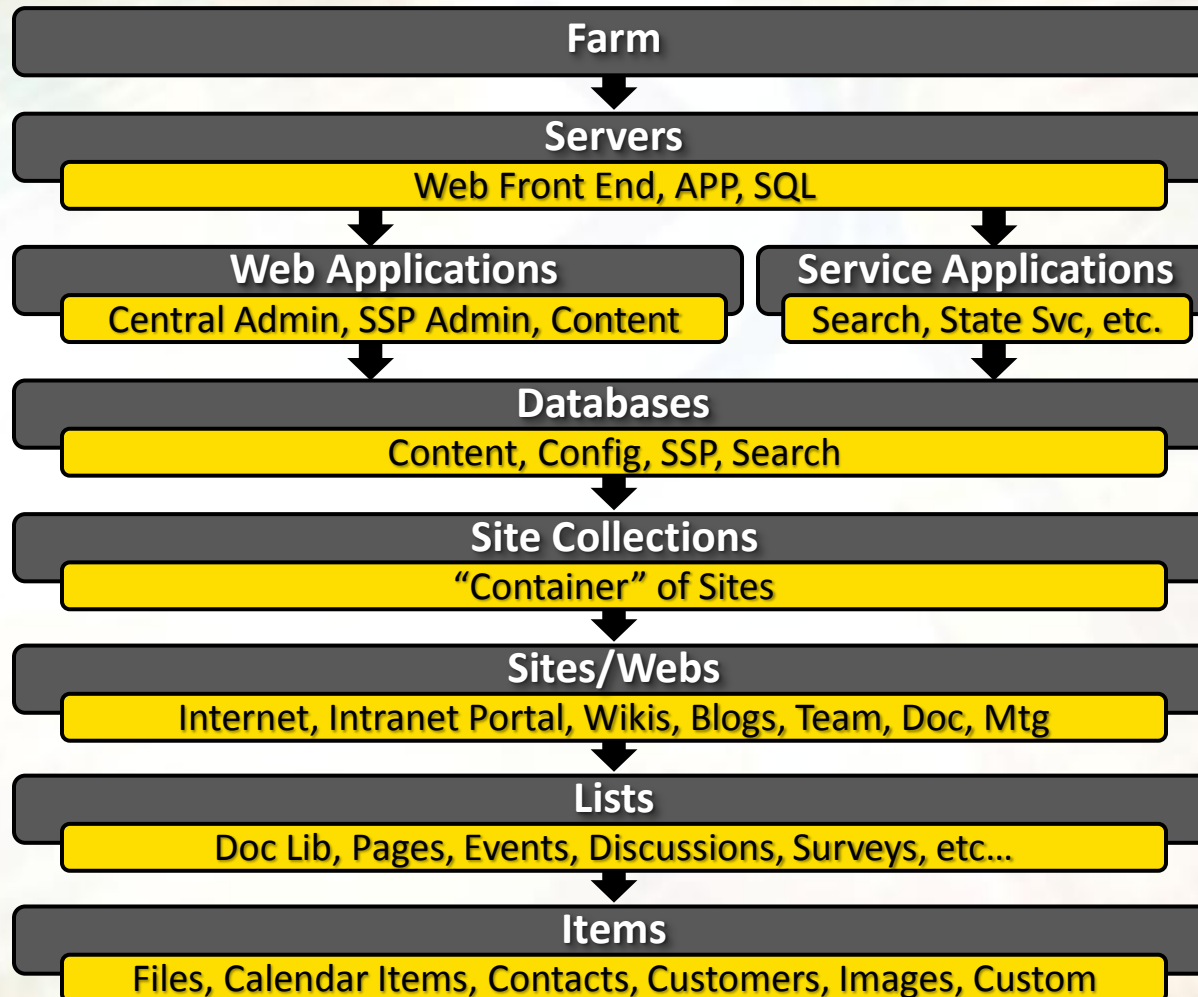 Farm
Servers
Web Front End, APP, SQL
Web Applications
Central Admin, SSP Admin, Content
Service Applications
Search, State Svc, etc.
Databases
Content, Config, SSP, Search
Site Collections
“Container” of Sites
Sites/Webs
Internet, Intranet Portal, Wikis, Blogs, Team, Doc, Mtg
Lists
Doc Lib, Pages, Events, Discussions, Surveys, etc…
Items
Files, Calendar Items, Contacts, Customers, Images, Custom